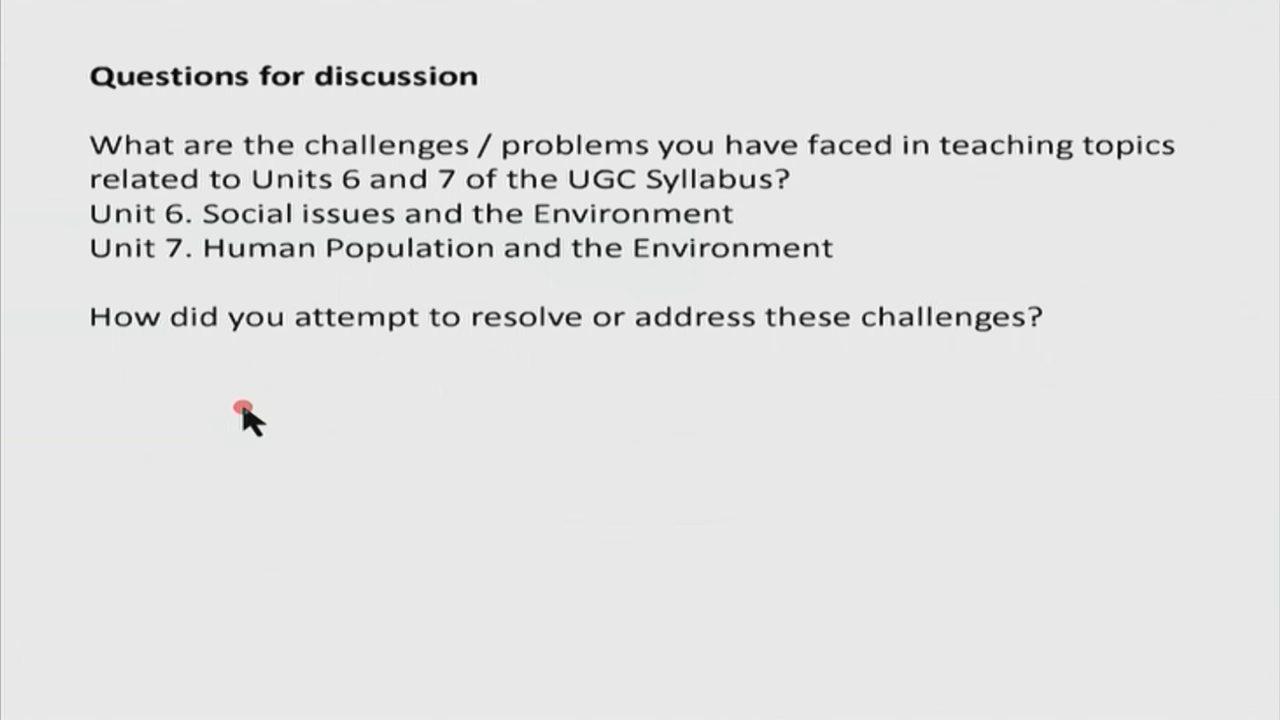 Questions for discussion
What are the challenges / problems you have faced in teaching topics
related to Units 6 and 7 of the UGC Syllabus?
Unit 6. Social issues and the Environment
Unit 7. Human Population and the Environment
How did you attempt to resolve or address these challenges?